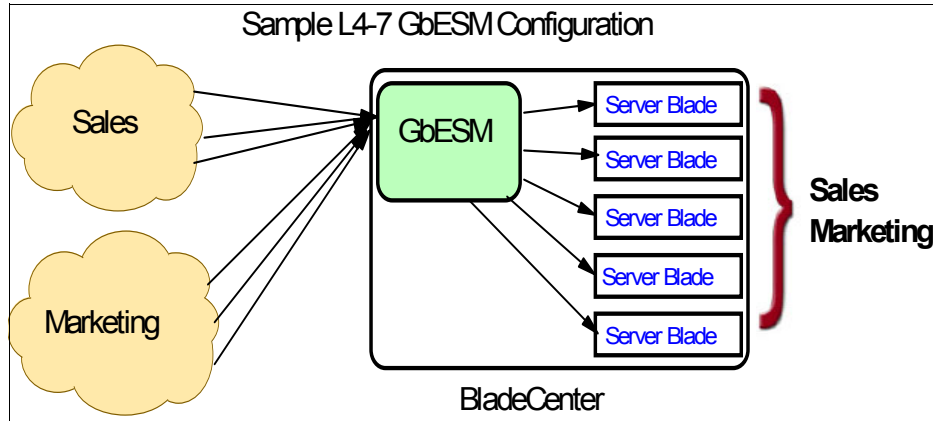 Sample L4-7 GbESM Configuration
Sales
Marketing
GbESM
Server Blade
Server Blade
Server Blade
Server Blade
Server Blade
Sales
Marketing
BladeCenter